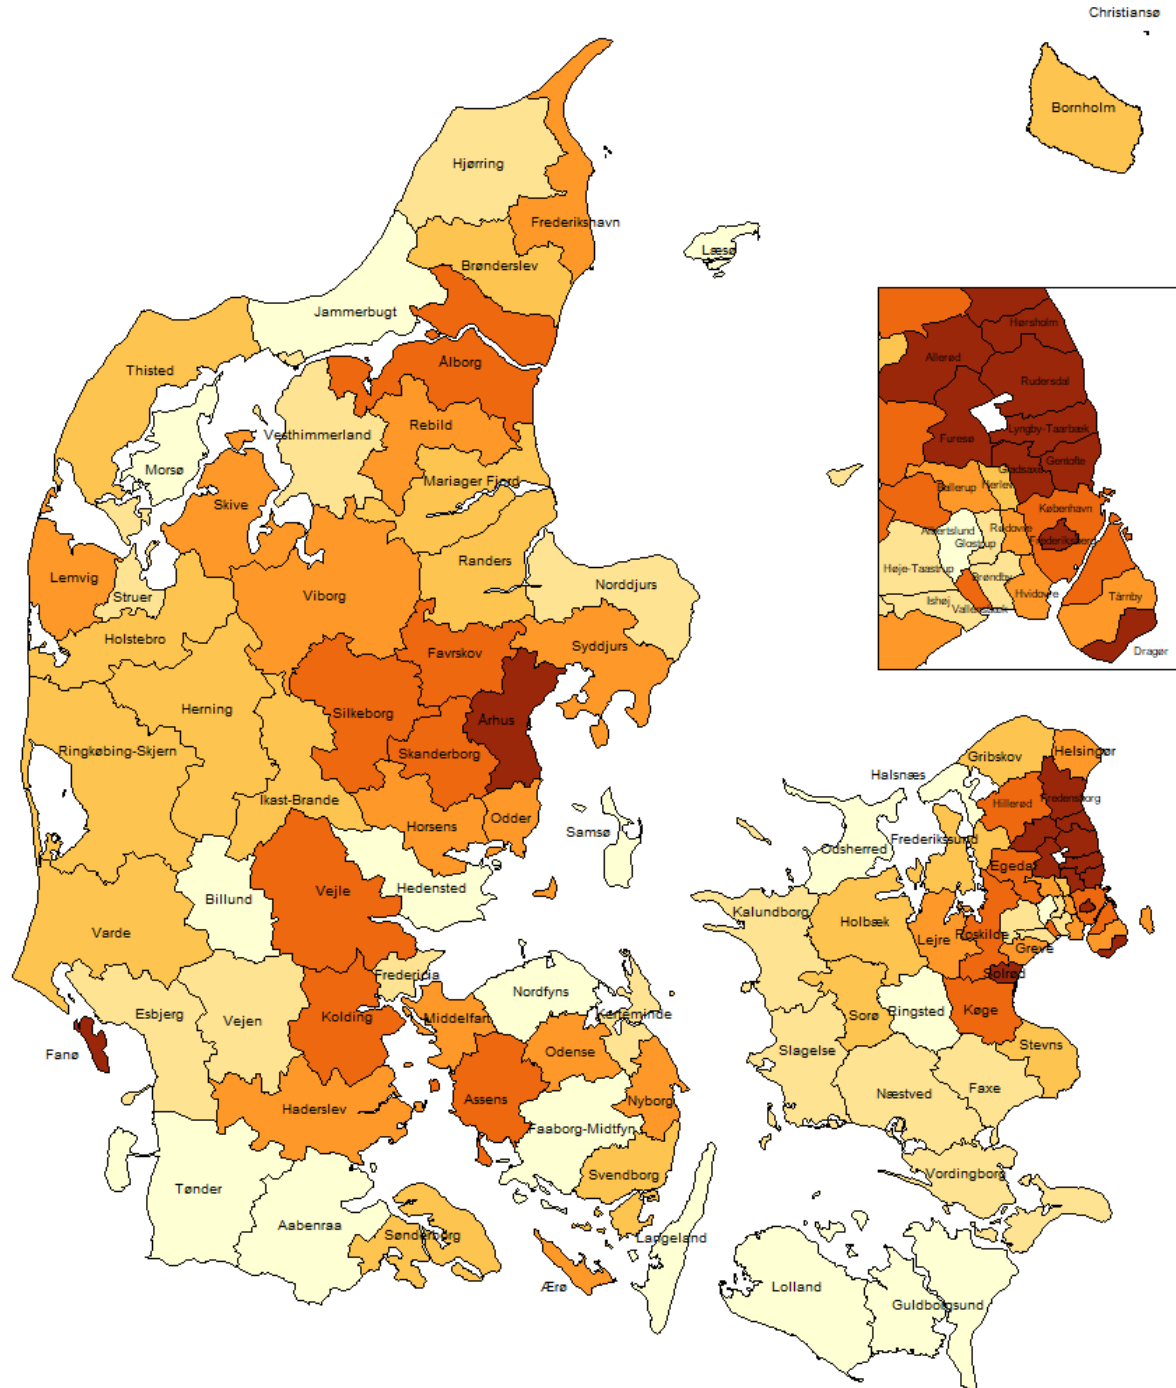 Christiansø
Bornholm
Hjørring
Frederikshavn
Læsø
Brønderslev
Jammerbugt
Ålborg
Thisted
Vesthimmerland
Rebild
Morsø
Mariager Fjord
Skive
Randers
Norddjurs
Lemvig
Struer
Viborg
Holstebro
Favrskov
Syddjurs
Herning
Silkeborg
Århus
Ringkøbing-Skjern
Skanderborg
Ikast-Brande
Horsens
Odder
Samsø
Billund
Vejle
Hedensted
Varde
Fredericia
Esbjerg
Vejen
Kolding
Middelfart
Nordfyns
Kerteminde
Fanø
Odense
Haderslev
Assens
Nyborg
Faaborg-Midtfyn
Svendborg
Tønder
Aabenraa
Sønderborg
Langeland
Ærø
Hørsholm
Allerød
Rudersdal
Furesø
Lyngby-Taarbæk
Gentofte
Gladsaxe
Ballerup
Herlev
København
Albertslund
Rødovre
Glostrup
Frederiksberg
Høje-Taastrup
Brøndby
Ishøj
Vallensbæk
Hvidovre
Tårnby
Dragør
Gribskov
Helsingør
Halsnæs
Hillerød
Fredensborg
Frederikssund
Odsherred
Egedal
Kalundborg
Holbæk
Lejre
Roskilde
Greve
Solrød
Ringsted
Køge
Sorø
Stevns
Slagelse
Næstved
Faxe
Vordingborg
Lolland
Guldborgsund